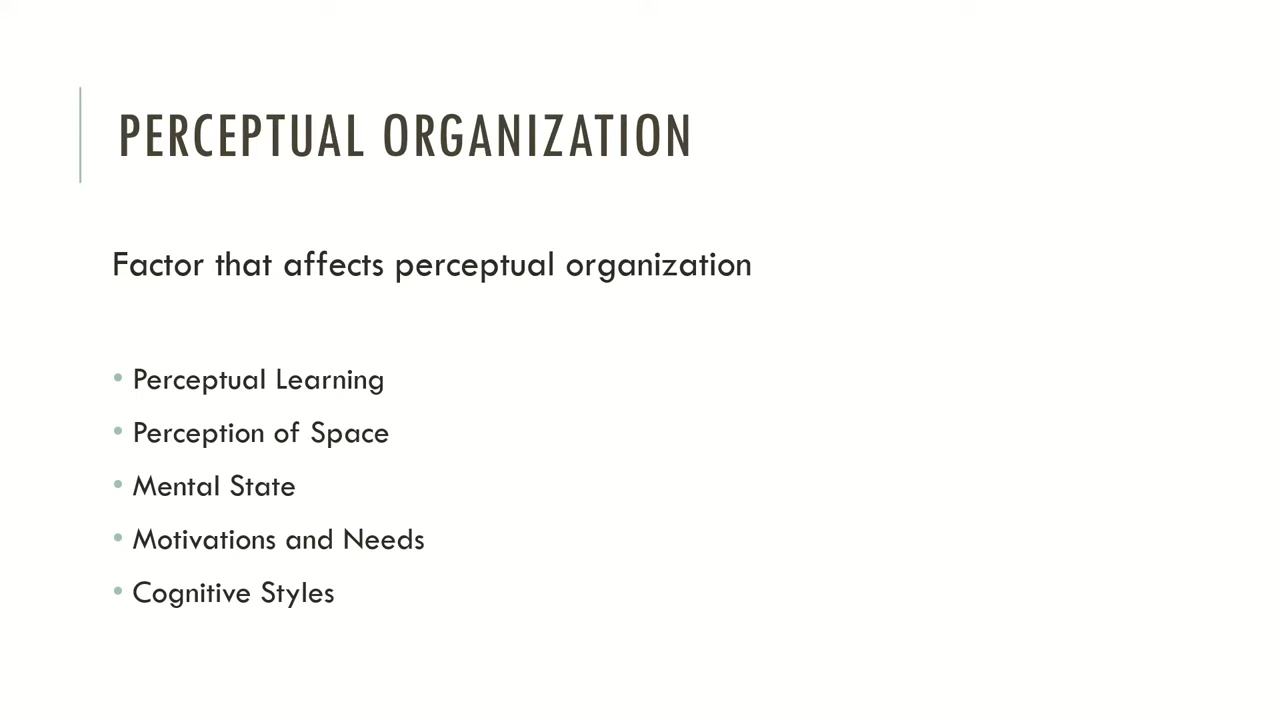 PERCEPTUAL ORGANIZATION
Factor that affects perceptual organization
• Perceptual Learning
• Perception of Space
• Mental State
• Motivations and Needs
• Cognitive Styles